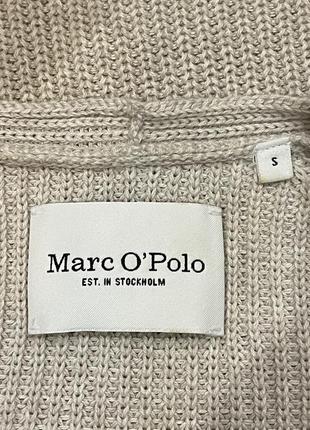 S
Marc O'Polo
EST. IN STOCKHOLM